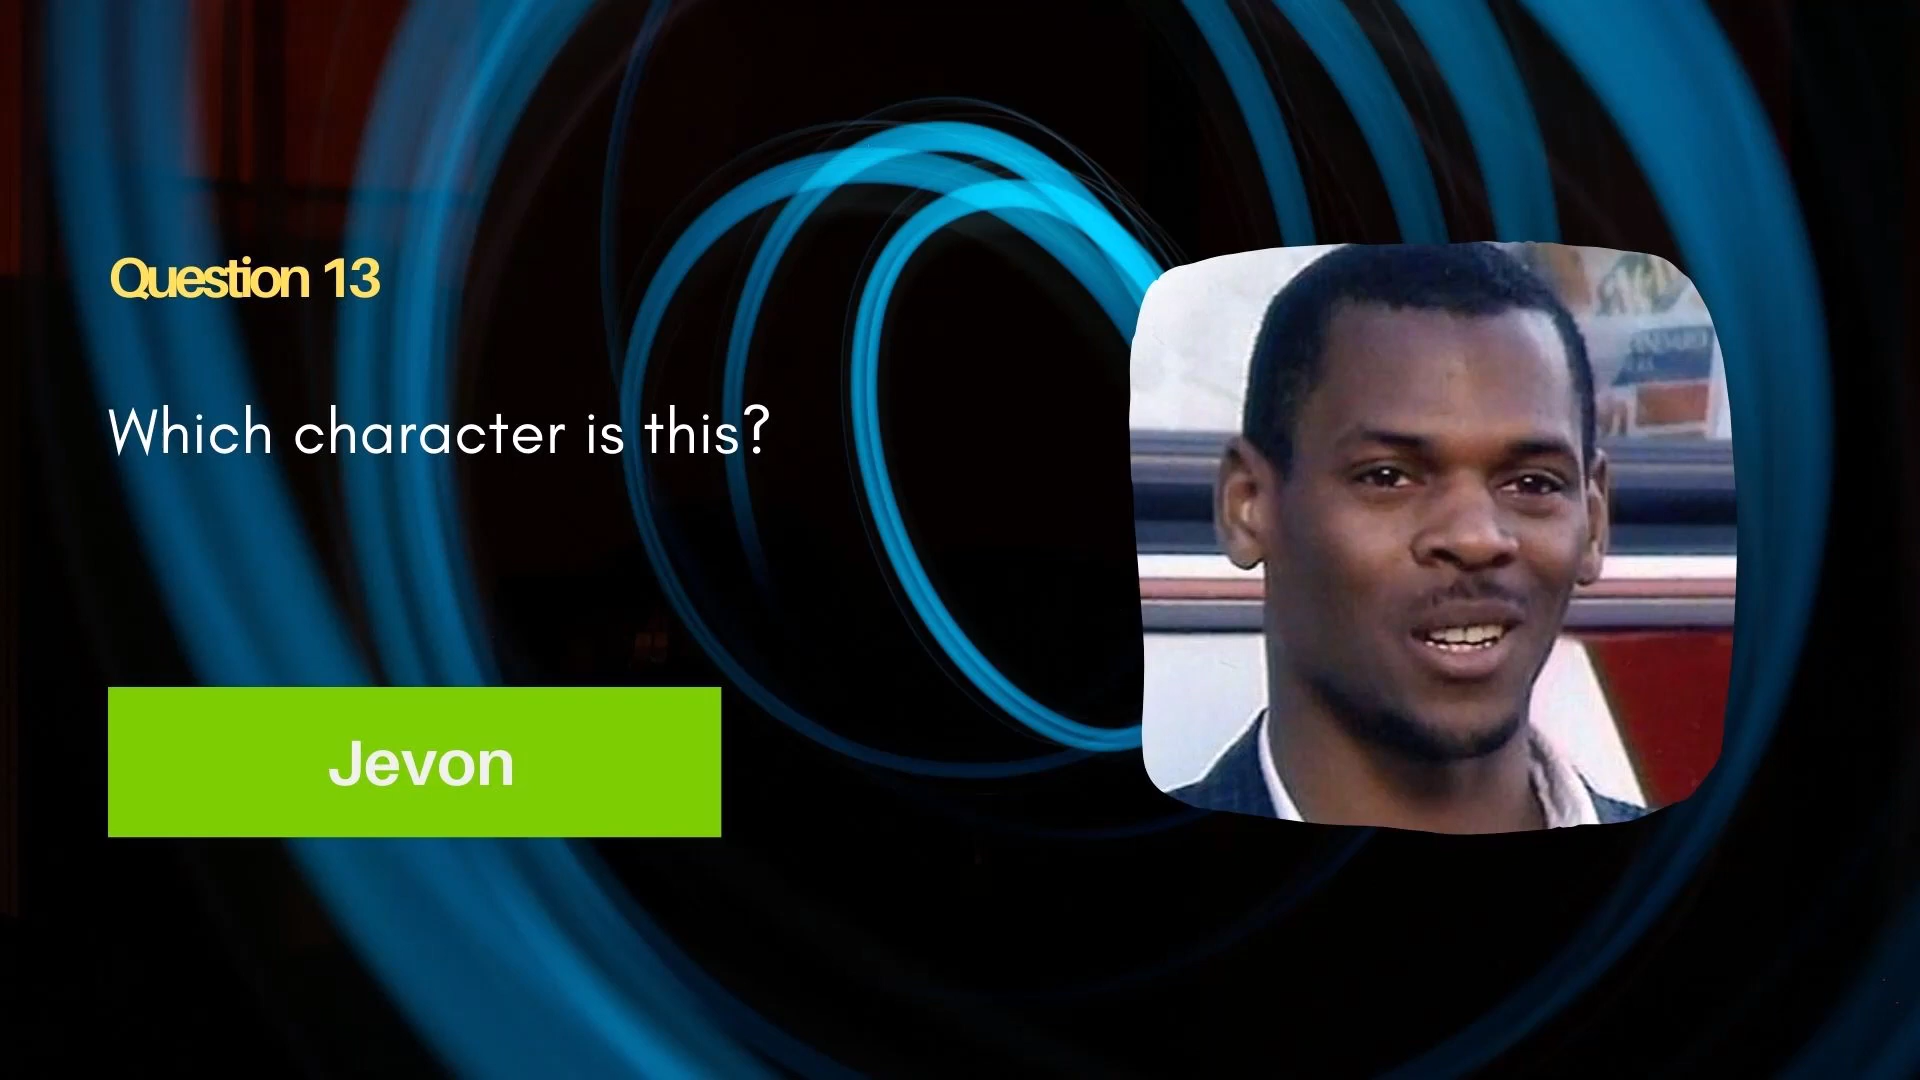 Question 13
Which character is this?
Jevon